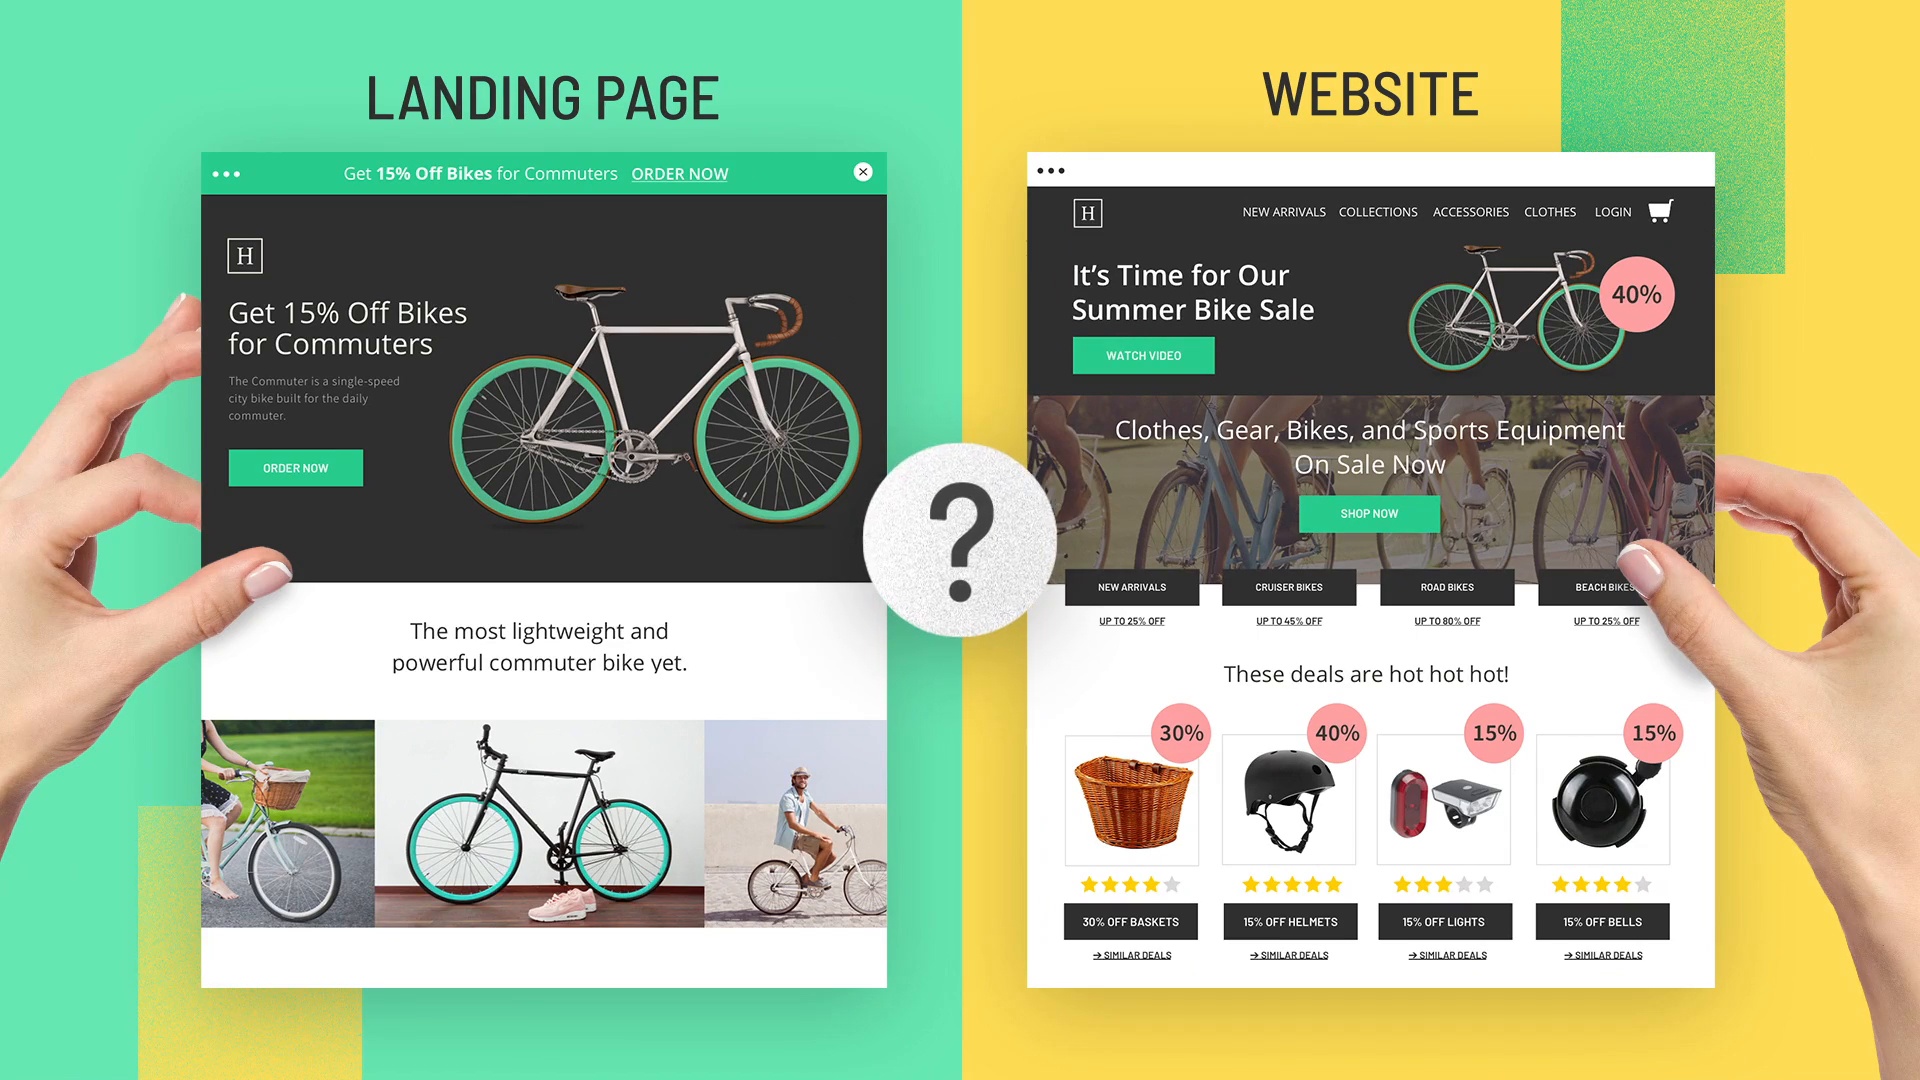 LANDING PAGE
Get 15% Off Bikes for Commuters ORDER NOW
H
Get 15% Off Bikes
for Commuters
The Commuter is a single-speed
city bike built for the daily
commuter.
ORDER NOW
The most lightweight and
powerful commuter bike yet.
?
WEBSITE
H NEW ARRIVALS COLLECTIONS ACCESSORIES CLOTHES LOGIN
It’s Time for Our
Summer Bike Sale
40%
WATCH VIDEO
Clothes, Gear, Bikes, and Sports Equipment
On Sale Now
SHOP NOW
NEW ARRIVALS CRUISER BIKES ROAD BIKES BEACH BIKES
UP TO 25% OFF UP TO 45% OFF UP TO 80% OFF UP TO 25% OFF
These deals are hot hot hot!
30% 40% 15% 15%
30% OFF BASKETS 15% OFF HELMETS 15% OFF LIGHTS 15% OFF BELLS
→ SIMILAR DEALS → SIMILAR DEALS → SIMILAR DEALS → SIMILAR DEALS